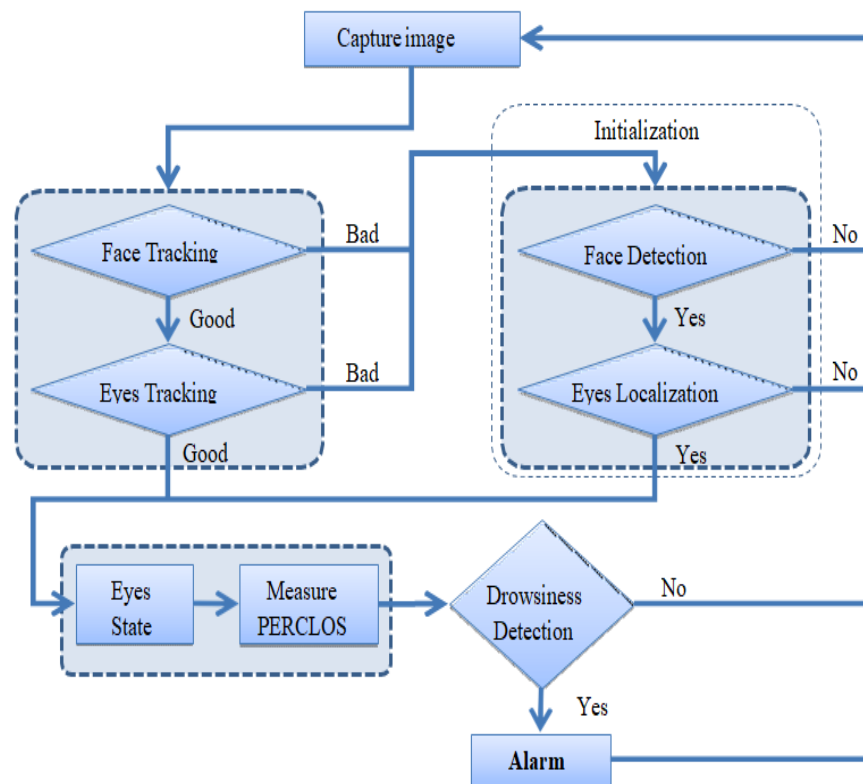 Capture image
Initialization
Face Tracking
Bad
Face Detection
No
Good
Yes
Eyes Tracking
Bad
Eyes Localization
No
Good
Yes
Eyes
State
Measure
PERCLOS
Drowsiness
Detection
No
Yes
Alarm